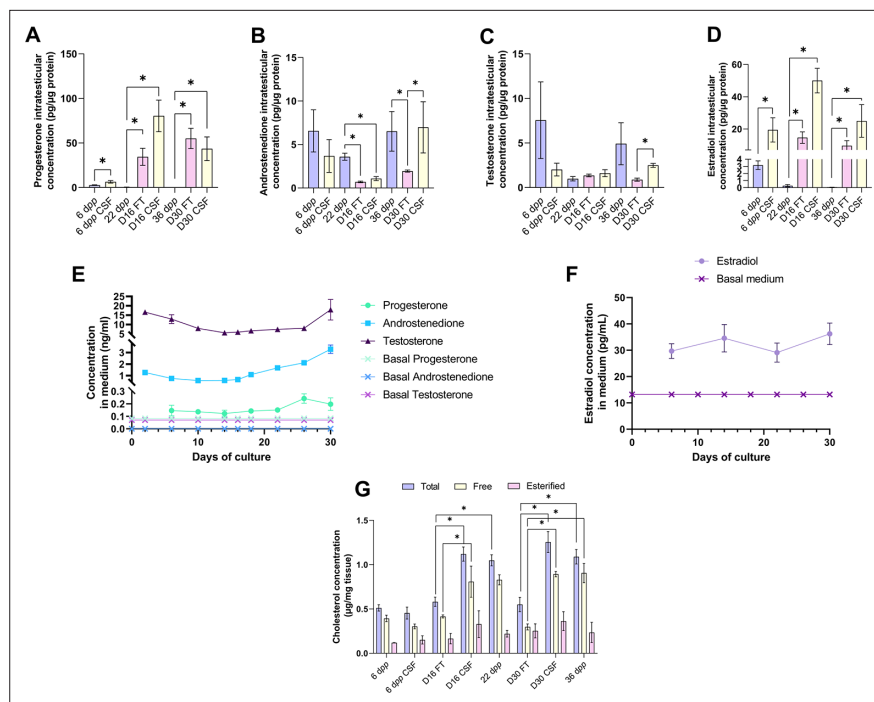 A
Progesterone intratesticular
concentration (pg/µg protein)
150
100
50
0
*
*
*
*
*
6 dpp
6 dpp CSF
22 dpp
D16 FT
D16 CSF
36 dpp
D30 FT
D30 CSF
B
Androstenedione intratesticular
concentration (pg/µg protein)
15
10
5
0
*
*
*
*
6 dpp
6 dpp CSF
22 dpp
D16 FT
D16 CSF
36 dpp
D30 FT
D30 CSF
C
Testosterone intratesticular
concentration (pg/µg protein)
15
10
5
0
*
6 dpp
6 dpp CSF
22 dpp
D16 FT
D16 CSF
36 dpp
D30 FT
D30 CSF
D
Estradiol intratesticular
concentration (pg/µg protein)
60
40
20
4
3
2
1
0
*
*
*
*
*
6 dpp
6 dpp CSF
22 dpp
D16 FT
D16 CSF
36 dpp
D30 FT
D30 CSF
E
Concentration
in medium (ng/ml)
25
20
15
10
5
3
2
1
0.3
0.2
0.1
0.0
0
10
20
30
Days of culture
Progesterone
Androstenedione
Testosterone
Basal Progesterone
Basal Androstenedione
Basal Testosterone
F
Estradiol
Basal medium
Estradiol concentration
in medium (pg/mL)
50
40
30
20
10
0
0
10
20
30
Days of culture
G
Total
Free
Esterified
Cholesterol concentration
(µg/mg tissue)
1.5
1.0
0.5
0.0
*
*
*
*
*
*
*
6 dpp
6 dpp CSF
D16 FT
D16 CSF
22 dpp
D30 FT
D30 CSF
36 dpp